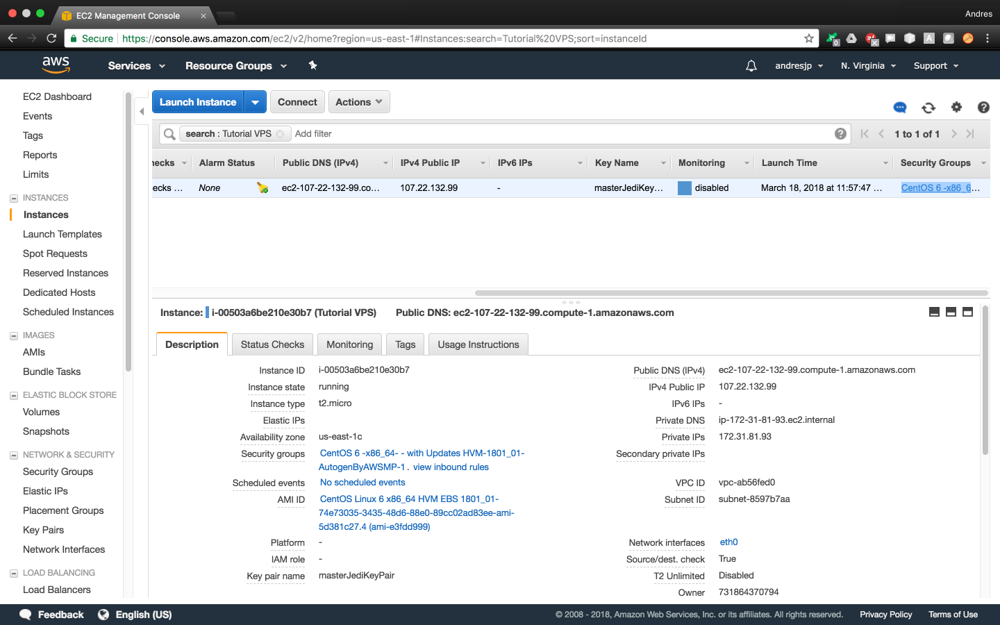 EC2 Management Console
Andres
Secure
https://console.aws.amazon.com/ec2/v2/home?region=us-east-1#Instances:search=Tutorial%20VPS;sort=instanceId
0
A
aws
Services
Resource Groups
andresjp
N. Virginia
Support
EC2 Dashboard
Events
Tags
Reports
Limits
INSTANCES
Instances
Launch Templates
Spot Requests
Reserved Instances
Dedicated Hosts
Scheduled Instances
IMAGES
AMIs
Bundle Tasks
ELASTIC BLOCK STORE
Volumes
Snapshots
NETWORK & SECURITY
Security Groups
Elastic IPs
Placement Groups
Key Pairs
Network Interfaces
LOAD BALANCING
Load Balancers
Launch Instance
Connect
Actions
search : Tutorial VPS
Add filter
1 to 1 of 1
hecks Alarm Status Public DNS (IPv4) IPv4 Public IP IPv6 IPs Key Name Monitoring Launch Time Security Groups
ecks ... None ec2-107-22-132-99.co... 107.22.132.99 - masterJediKey... disabled March 18, 2018 at 11:57:47 ... CentOS 6 -x86_6...
Instance: i-00503a6be210e30b7 (Tutorial VPS) Public DNS: ec2-107-22-132-99.compute-1.amazonaws.com
Description
Status Checks
Monitoring
Tags
Usage Instructions
Instance ID i-00503a6be210e30b7
Instance state running
Instance type t2.micro
Elastic IPs
Availability zone us-east-1c
Security groups CentOS 6 -x86_64- - with Updates HVM-1801_01-
AutogenByAWSMP-1 . view inbound rules
Scheduled events No scheduled events
AMI ID CentOS Linux 6 x86_64 HVM EBS 1801_01-
74e73035-3435-48d6-88e0-89cc02ad83ee-ami-
5d381c27.4 (ami-e3fdd999)
Platform -
IAM role -
Key pair name masterJediKeyPair
Public DNS (IPv4) ec2-107-22-132-99.compute-1.amazonaws.com
IPv4 Public IP 107.22.132.99
IPv6 IPs -
Private DNS ip-172-31-81-93.ec2.internal
Private IPs 172.31.81.93
Secondary private IPs
VPC ID vpc-ab56fed0
Subnet ID subnet-8597b7aa
Network interfaces eth0
Source/dest. check True
T2 Unlimited Disabled
Owner 731864370794
Feedback
English (US)
© 2008 - 2018, Amazon Web Services, Inc. or its affiliates. All rights reserved.
Privacy Policy
Terms of Use